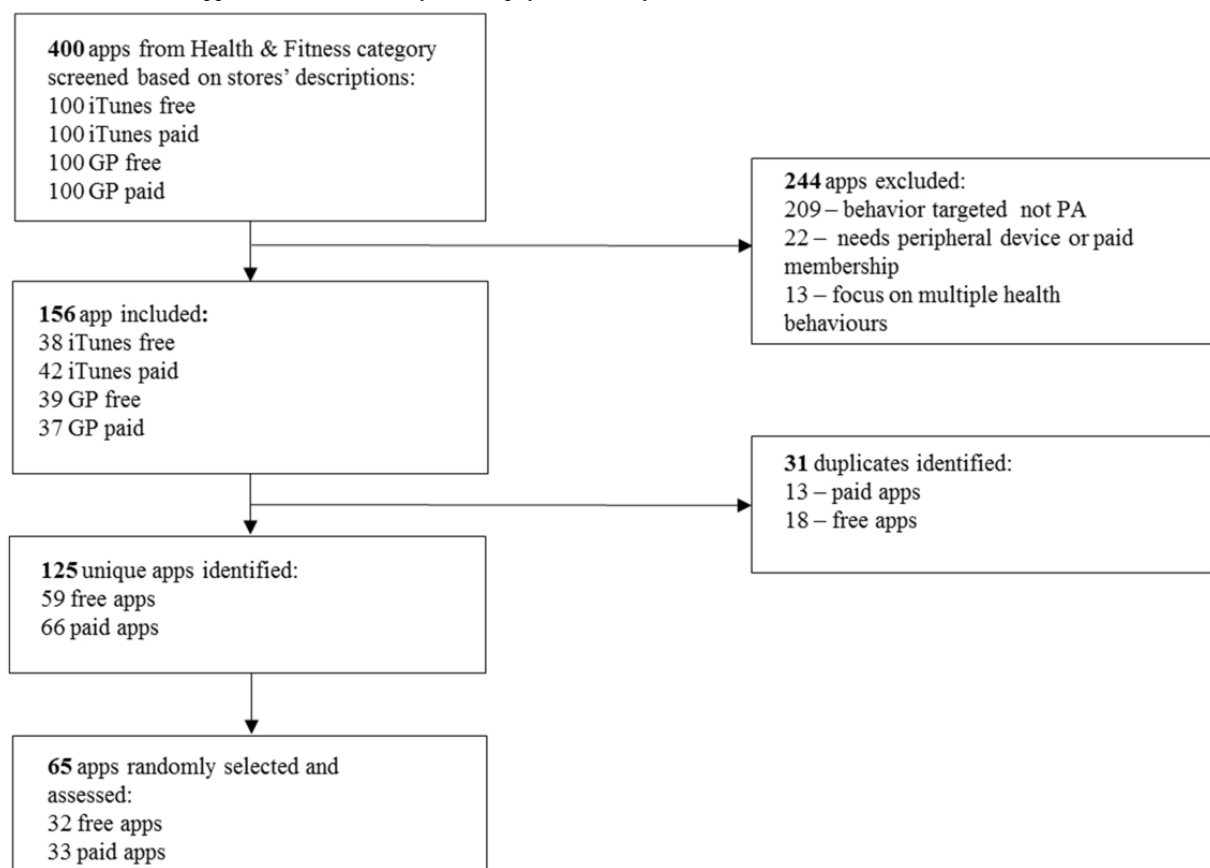 400 apps from Health & Fitness category
screened based on stores’ descriptions:
100 iTunes free
100 iTunes paid
100 GP free
100 GP paid
244 apps excluded:
209 – behavior targeted not PA
22 – needs peripheral device or paid
membership
13 – focus on multiple health
behaviours
156 app included:
38 iTunes free
42 iTunes paid
39 GP free
37 GP paid
31 duplicates identified:
13 – paid apps
18 – free apps
125 unique apps identified:
59 free apps
66 paid apps
65 apps randomly selected and
assessed:
32 free apps
33 paid apps